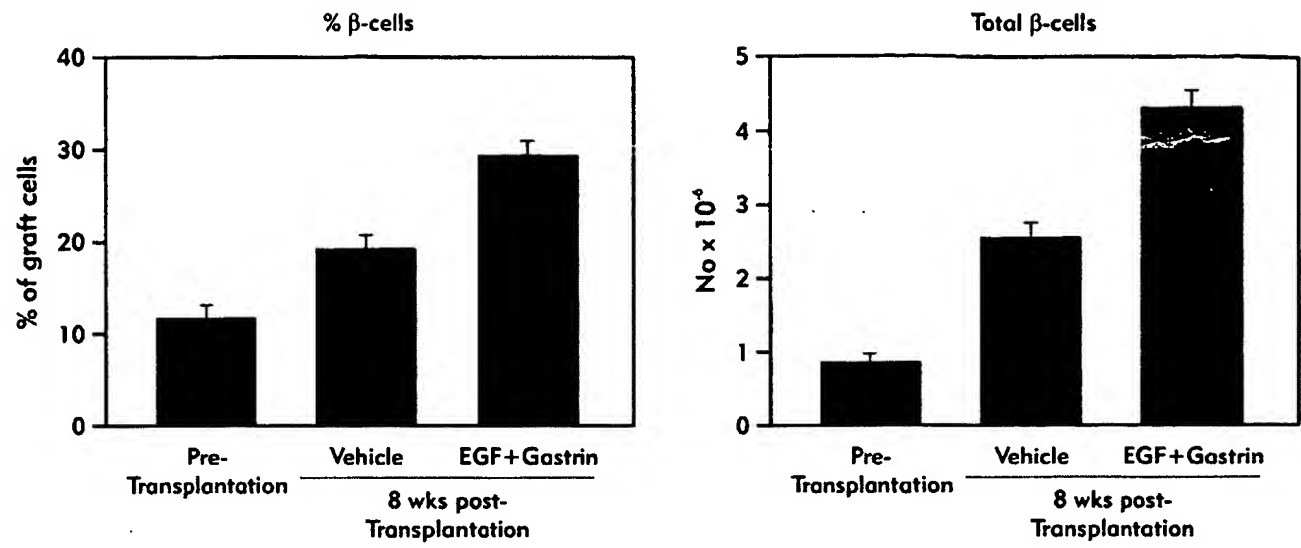 % β-cells
40
30
20
10
0
% of graft cells
Pre-
Transplantation
Vehicle
EGF+Gastrin
8 wks post-
Transplantation
Total β-cells
5
4
3
2
1
0
No x 10⁻⁶
Pre-
Transplantation
Vehicle
EGF+Gastrin
8 wks post-
Transplantation